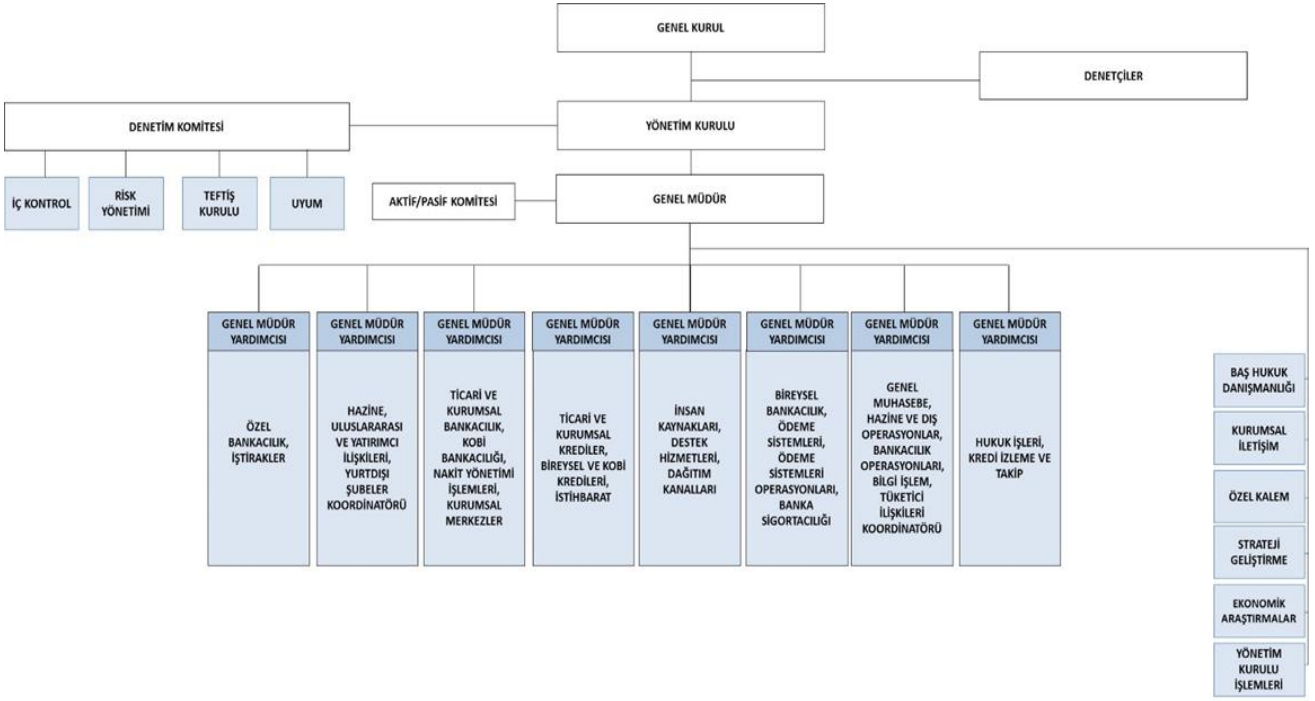 GENEL KURUL
DENETÇİLER
DENETİM KOMİTESİ
YÖNETİM KURULU
İÇ KONTROL
RİSK
YÖNETİMİ
TEFTİŞ
KURULU
UYUM
AKTİF/PASİF KOMİTESİ
GENEL MÜDÜR
GENEL MÜDÜR
YARDIMCISI
ÖZEL
BANKACILIK,
İŞTİRAKLER
GENEL MÜDÜR
YARDIMCISI
HAZİNE,
ULUSLARARASI
VE YATIRIMCI
İLİŞKİLERİ,
YURTDIŞI
ŞUBELER
KOORDİNATÖRÜ
GENEL MÜDÜR
YARDIMCISI
TİCARİ VE
KURUMSAL
BANKACILIK,
KOBİ
BANKACILIĞI,
NAKİT YÖNETİMİ
İŞLEMLERİ,
KURUMSAL
MERKEZLER
GENEL MÜDÜR
YARDIMCISI
TİCARİ VE
KURUMSAL
KREDİLER,
BİREYSEL VE KOBİ
KREDİLERİ,
İSTİHBARAT
GENEL MÜDÜR
YARDIMCISI
İNSAN
KAYNAKLARI,
DESTEK
HİZMETLERİ,
DAĞITIM
KANALLARI
GENEL MÜDÜR
YARDIMCISI
BİREYSEL
BANKACILIK,
ÖDEME
SİSTEMLERİ,
ÖDEME
SİSTEMLERİ
OPERASYONLARI,
BANKA
SİGORTACILIĞI
GENEL MÜDÜR
YARDIMCISI
GENEL
MUHASEBE,
HAZİNE VE DIŞ
OPERASYONLAR,
BANKACILIK
OPERASYONLARI,
BİLGİ İŞLEM,
TÜKETİCİ
İLİŞKİLERİ
KOORDİNATÖRÜ
GENEL MÜDÜR
YARDIMCISI
HUKUK İŞLERİ,
KREDİ İZLEME VE
TAKİP
BAŞ HUKUK
DANIŞMANLIĞI
KURUMSAL
İLETİŞİM
ÖZEL KALEM
STRATEJİ
GELİŞTİRME
EKONOMİK
ARAŞTIRMALAR
YÖNETİM
KURULU
İŞLEMLERİ